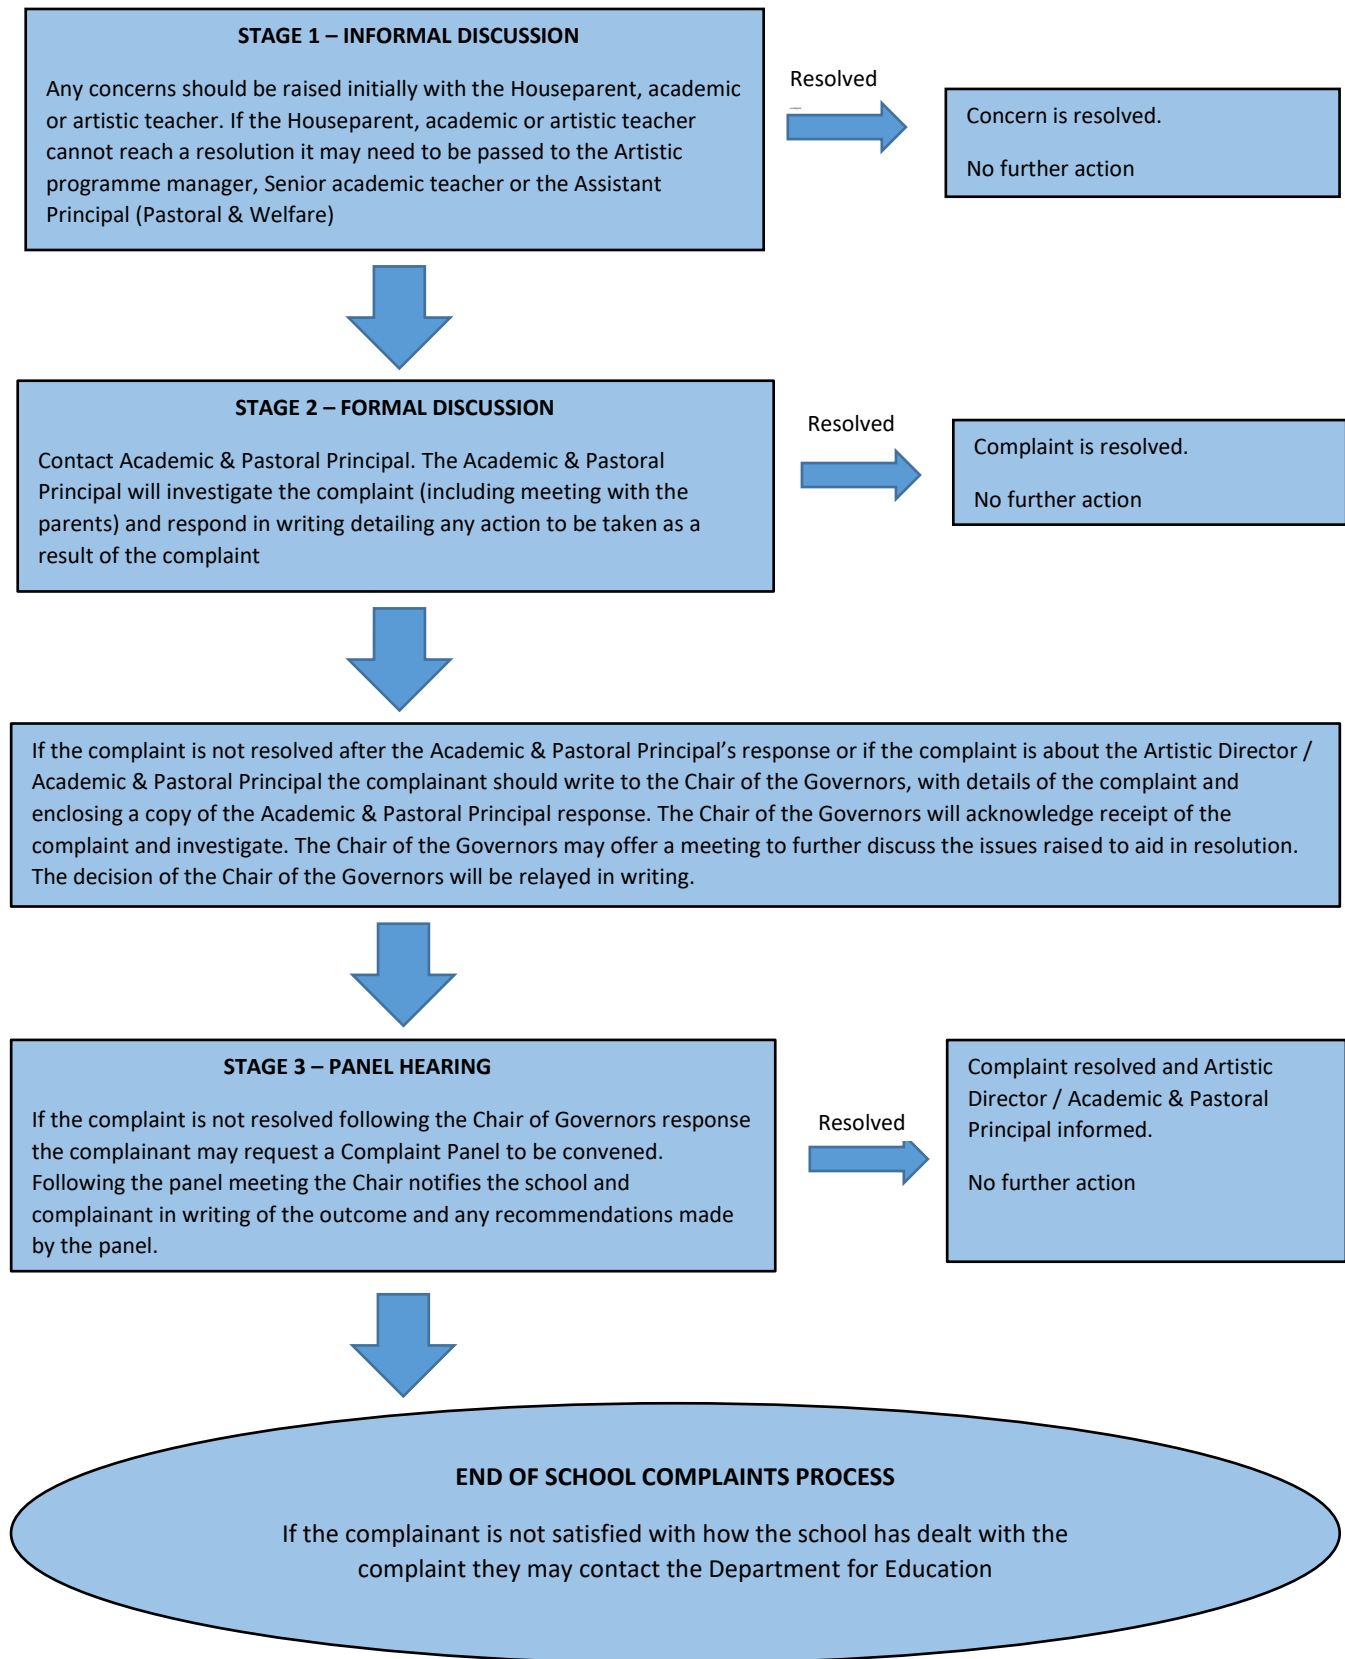 STAGE 1 – INFORMAL DISCUSSION
Any concerns should be raised initially with the Houseparent, academic
or artistic teacher. If the Houseparent, academic or artistic teacher
cannot reach a resolution it may need to be passed to the Artistic
programme manager, Senior academic teacher or the Assistant
Principal (Pastoral & Welfare)
Resolved
Concern is resolved.
No further action
STAGE 2 – FORMAL DISCUSSION
Contact Academic & Pastoral Principal. The Academic & Pastoral
Principal will investigate the complaint (including meeting with the
parents) and respond in writing detailing any action to be taken as a
result of the complaint
Resolved
Complaint is resolved.
No further action
If the complaint is not resolved after the Academic & Pastoral Principal’s response or if the complaint is about the Artistic Director /
Academic & Pastoral Principal the complainant should write to the Chair of the Governors, with details of the complaint and
enclosing a copy of the Academic & Pastoral Principal response. The Chair of the Governors will acknowledge receipt of the
complaint and investigate. The Chair of the Governors may offer a meeting to further discuss the issues raised to aid in resolution.
The decision of the Chair of the Governors will be relayed in writing.
STAGE 3 – PANEL HEARING
If the complaint is not resolved following the Chair of Governors response
the complainant may request a Complaint Panel to be convened.
Following the panel meeting the Chair notifies the school and
complainant in writing of the outcome and any recommendations made
by the panel.
Resolved
Complaint resolved and Artistic
Director / Academic & Pastoral
Principal informed.
No further action
END OF SCHOOL COMPLAINTS PROCESS
If the complainant is not satisfied with how the school has dealt with the
complaint they may contact the Department for Education